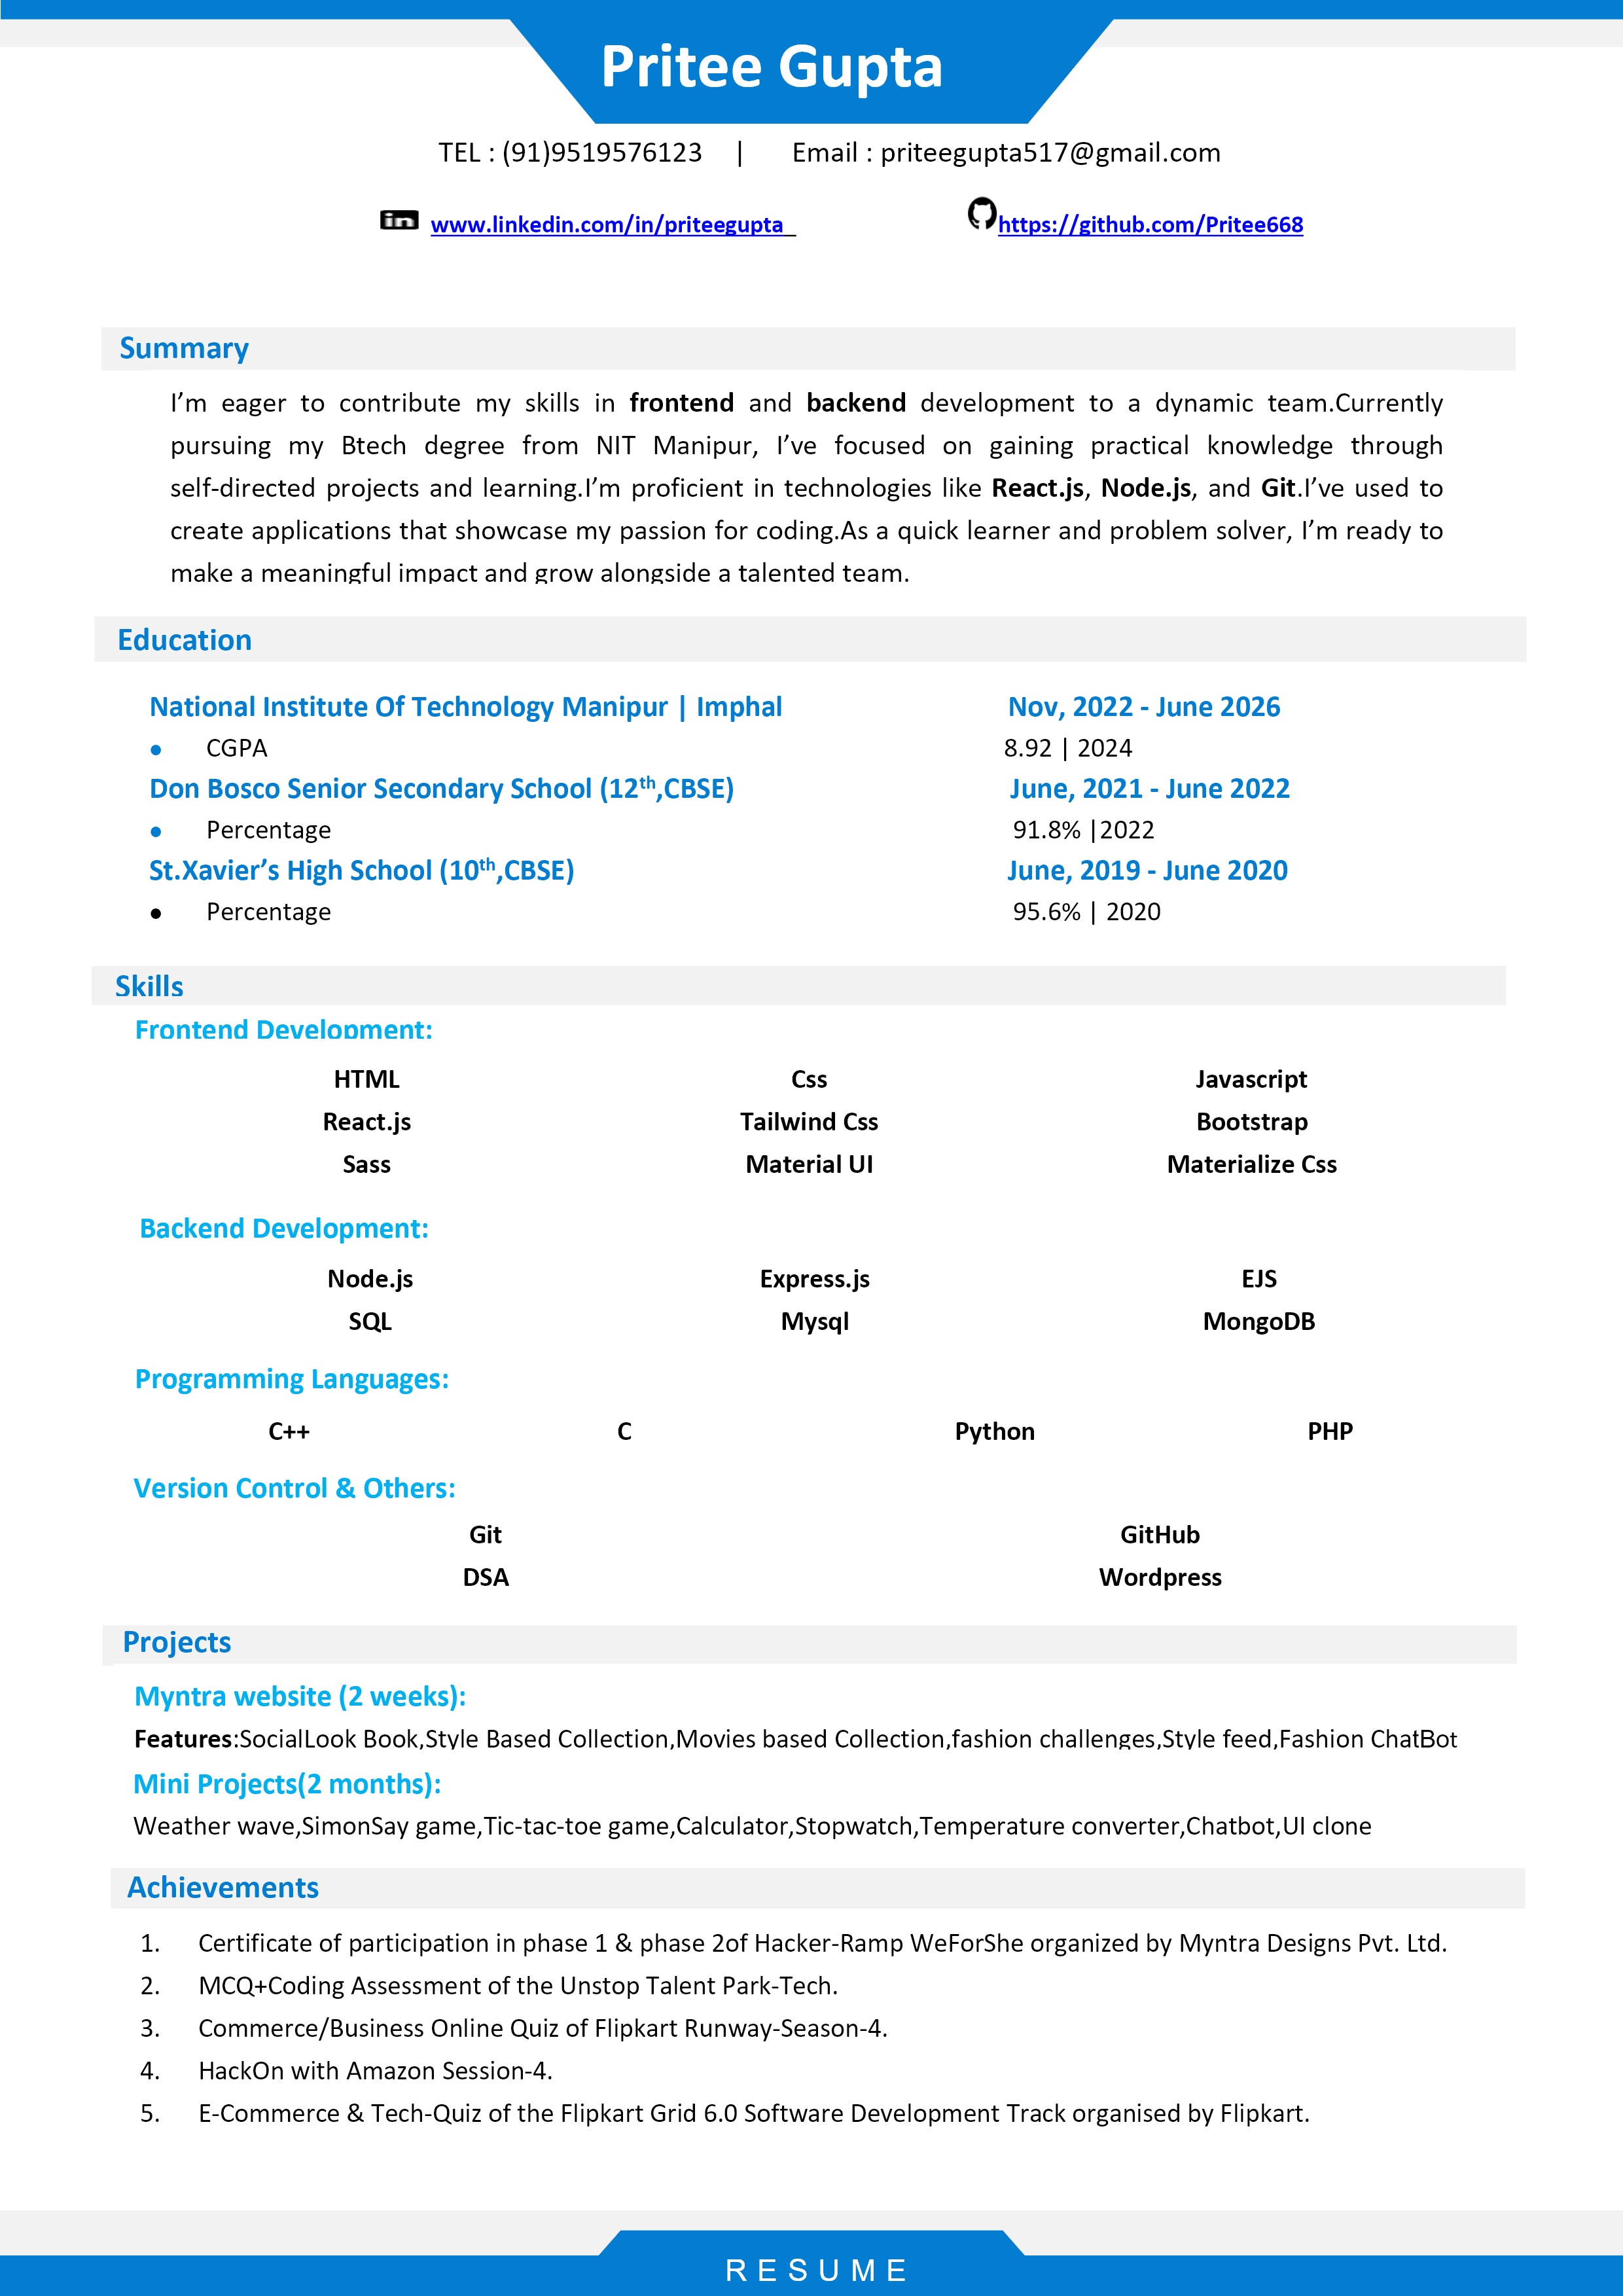 Pritee Gupta
TEL : (91)9519576123 | Email : priteegupta517@gmail.com
in www.linkedin.com/in/priteegupta https://github.com/Pritee668
Summary
I’m eager to contribute my skills in frontend and backend development to a dynamic team.Currently
pursuing my Btech degree from NIT Manipur, I’ve focused on gaining practical knowledge through
self-directed projects and learning.I’m proficient in technologies like React.js, Node.js, and Git.I’ve used to
create applications that showcase my passion for coding.As a quick learner and problem solver, I’m ready to
make a meaningful impact and grow alongside a talented team.
Education
National Institute Of Technology Manipur | Imphal Nov, 2022 - June 2026
● CGPA 8.92 | 2024
Don Bosco Senior Secondary School (12th,CBSE) June, 2021 - June 2022
● Percentage 91.8% |2022
St.Xavier’s High School (10th,CBSE) June, 2019 - June 2020
● Percentage 95.6% | 2020
Skills
Frontend Development:
HTML Css Javascript
React.js Tailwind Css Bootstrap
Sass Material UI Materialize Css
Backend Development:
Node.js Express.js EJS
SQL Mysql MongoDB
Programming Languages:
C++ C Python PHP
Version Control & Others:
Git GitHub
DSA Wordpress
Projects
Myntra website (2 weeks):
Features:SocialLook Book,Style Based Collection,Movies based Collection,fashion challenges,Style feed,Fashion ChatBot
Mini Projects(2 months):
Weather wave,SimonSay game,Tic-tac-toe game,Calculator,Stopwatch,Temperature converter,Chatbot,UI clone
Achievements
1. Certificate of participation in phase 1 & phase 2of Hacker-Ramp WeForShe organized by Myntra Designs Pvt. Ltd.
2. MCQ+Coding Assessment of the Unstop Talent Park-Tech.
3. Commerce/Business Online Quiz of Flipkart Runway-Season-4.
4. HackOn with Amazon Session-4.
5. E-Commerce & Tech-Quiz of the Flipkart Grid 6.0 Software Development Track organised by Flipkart.
RESUME